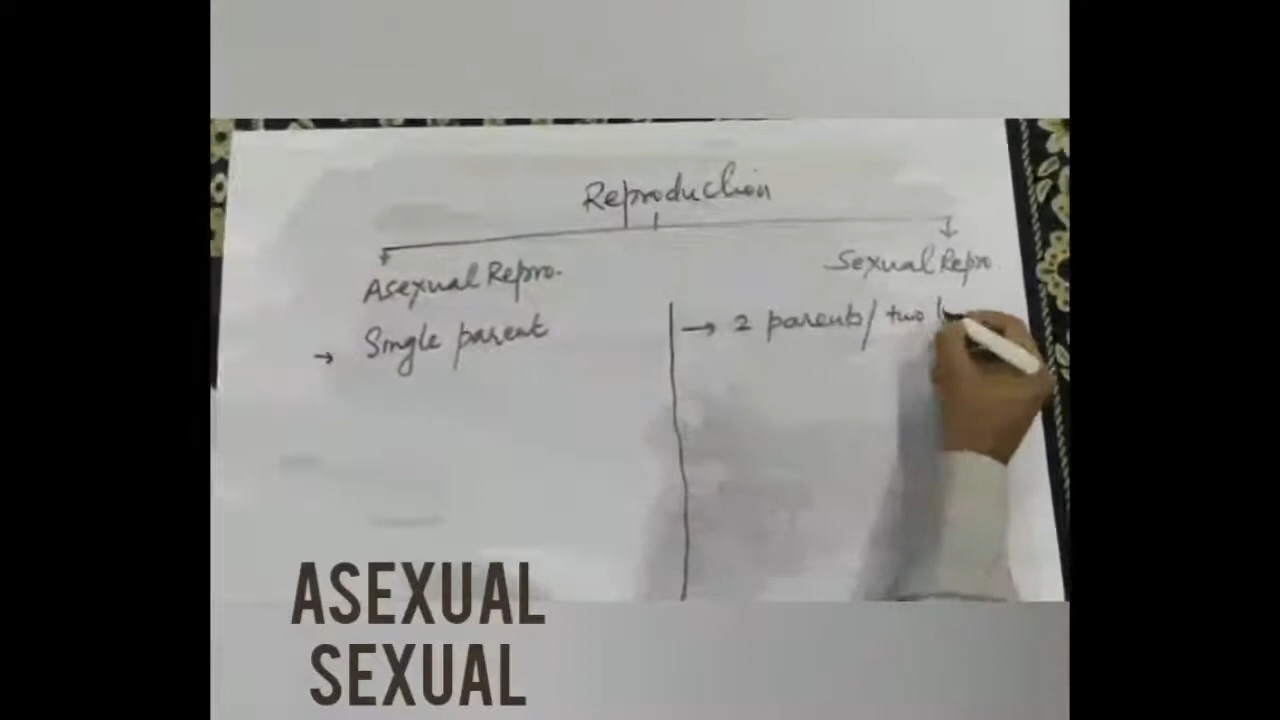 Reproduction
Asexual Repro.
Sexual Repro.
→ Single parent
→ 2 parents/ two
ASEXUAL
SEXUAL